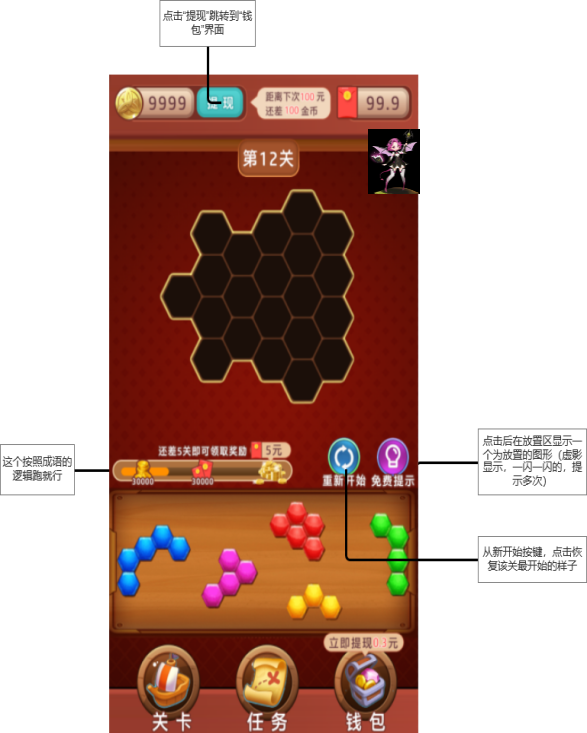 点击“提现”跳转到“钱
包”界面
9999
提现
距离下次100元
还差100金币
99.9
第12关
还差5关即可领取奖励
5元
30000
30000
重新开始
免费提示
这个按照成语的
逻辑跑就行
点击后在放置区显示一
个为放置的图形（虚影
显示，一闪一闪的，提
示多次）
从新开始按键，点击恢
复该关最开始的样子
立即提现0.3元
关卡
任务
钱包